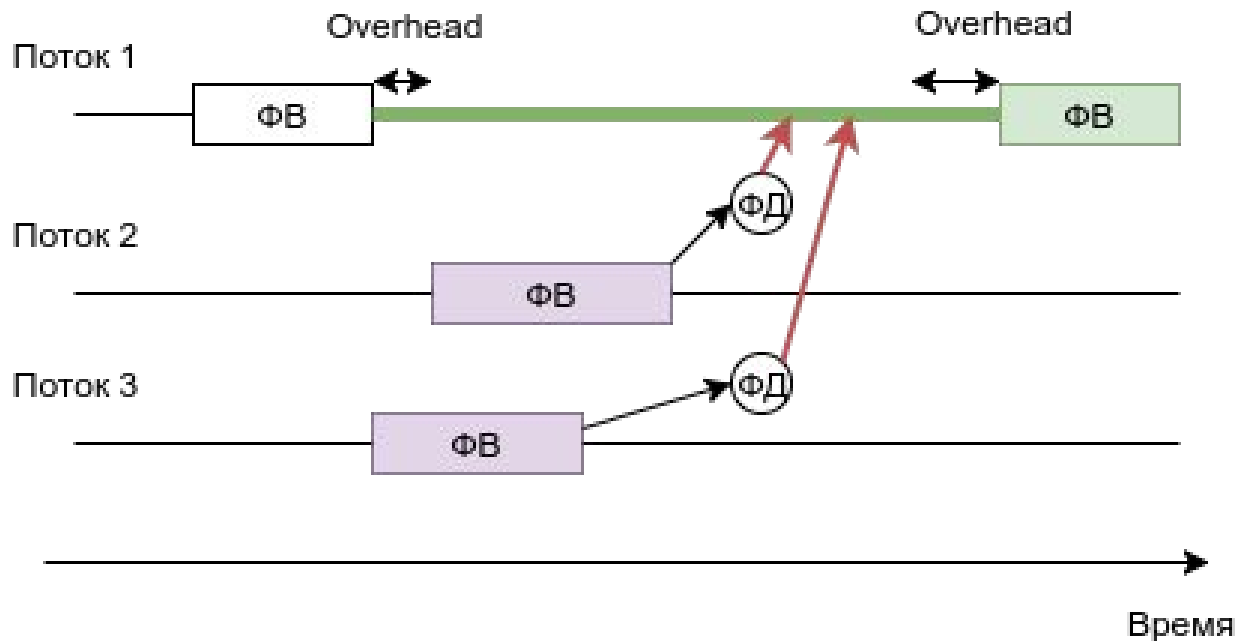 Overhead
Overhead
Поток 1
ФВ
ФВ
ФД
Поток 2
ФВ
ФД
Поток 3
ФВ
Время